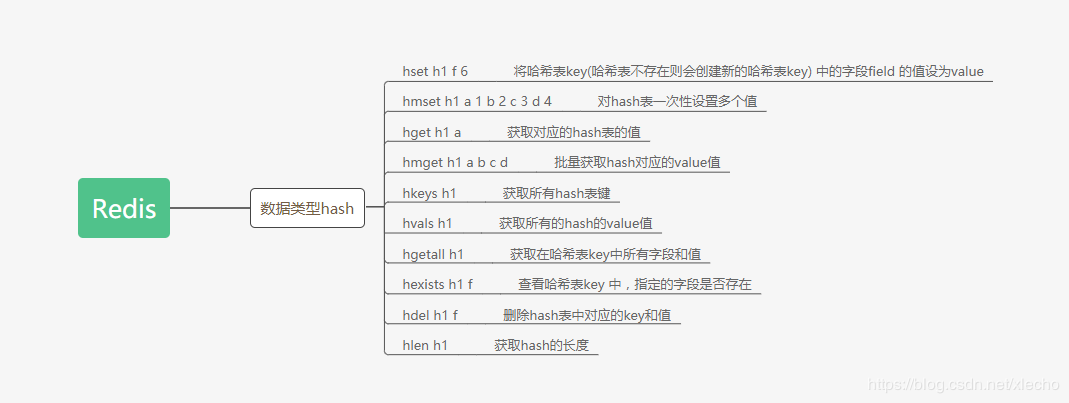 Redis
数据类型hash
hset h1 f 6 将哈希表key(哈希表不存在则会创建新的哈希表key) 中的字段field 的值设为value
hmset h1 a 1 b 2 c 3 d 4 对hash表一次性设置多个值
hget h1 a 获取对应的hash表的值
hmget h1 a b c d 批量获取hash对应的value值
hkeys h1 获取所有hash表键
hvals h1 获取所有的hash的value值
hgetall h1 获取在哈希表key中所有字段和值
hexists h1 f 查看哈希表key 中，指定的字段是否存在
hdel h1 f 删除hash表中对应的key和值
hlen h1 获取hash的长度
https://blog.csdn.net/xlecho